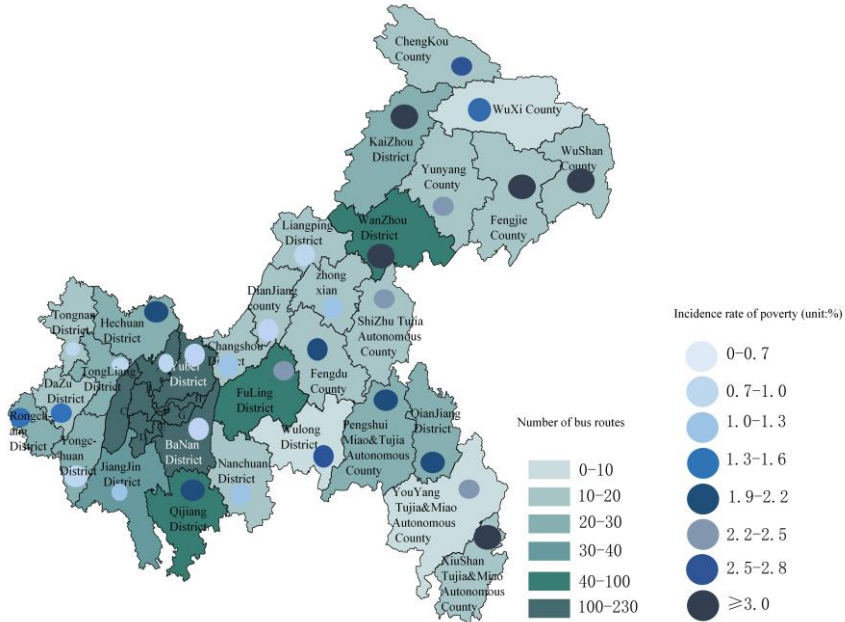 ChengKou
County
WuXi County
KaiZhou
District
WuShan
County
Yunyang
County
Fengjie
County
WanZhou
District
Liangping
District
zhong
xian
DianJiang
county
ShiZhu Tujia
Autonomous
County
Tongnan
District
Hechuan
District
Changshou
District
Yubei
District
TongLiang
District
DaZu
District
Fengdu
County
FuLing
District
Rongch-
ang
District
Yongc-
huan
District
BaNan
District
Wulong
District
Pengshui
Miao&Tujia
Autonomous
County
QianJiang
District
JiangJin
District
Nanchuan
District
Qijiang
District
YouYang
Tujia&Miao
Autonomous
County
XiuShan
Tujia&Miao
Autonomous
County
Number of bus routes
0-10
10-20
20-30
30-40
40-100
100-230
Incidence rate of poverty (unit:%)
0-0.7
0.7-1.0
1.0-1.3
1.3-1.6
1.9-2.2
2.2-2.5
2.5-2.8
≥3.0